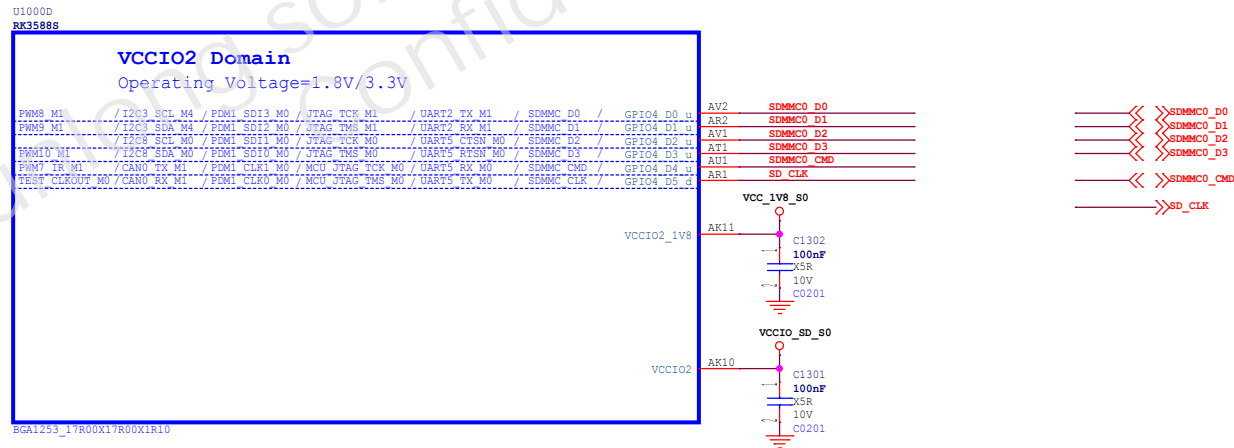 U1000D
RK3588S
VCCIO2 Domain
Operating Voltage=1.8V/3.3V
PWM8_M1 /I2C3_SCL_M4 /PDM1_SDI3_M0 /JTAG_TCK_M1 /UART2_TX_M1 / SDMMC_D0 / GPIO4_D0_u AV2 SDMMC0_D0 SDMMC0_D0
PWM9_M1 /I2C3_SDA_M4 /PDM1_SDI2_M0 /JTAG_TMS_M1 /UART2_RX_M1 / SDMMC_D1 / GPIO4_D1_u AR2 SDMMC0_D1 SDMMC0_D1
/I2C8_SCL_M0 /PDM1_SDI1_M0 /JTAG_TCK_M0 /UART5_CTSN_M0 / SDMMC_D2 / GPIO4_D2_u AV1 SDMMC0_D2 SDMMC0_D2
PWM10_M1 /I2C8_SDA_M0 /PDM1_SDI0_M0 /JTAG_TMS_M0 /UART5_RTSN_M0 / SDMMC_D3 / GPIO4_D3_u AT1 SDMMC0_D3 SDMMC0_D3
PWM7_IR_M1 /CAN0_TX_M1 /PDM1_CLK1_M0 /MCU_JTAG_TCK_M0 /UART5_RX_M0 / SDMMC_CMD / GPIO4_D4_u AU1 SDMMC0_CMD SDMMC0_CMD
TEST_CLKOUT_M0 /CAN0_RX_M1 /PDM1_CLK0_M0 /MCU_JTAG_TMS_M0 /UART5_TX_M0 / SDMMC_CLK / GPIO4_D5_d AR1 SD_CLK SD_CLK
VCC_1V8_S0
VCCIO2_1V8 AK11
C1302
100nF
X5R
10V
C0201
VCCIO_SD_S0
VCCIO2 AK10
C1301
100nF
X5R
10V
C0201
BGA1253_17R00X17R00X1R10